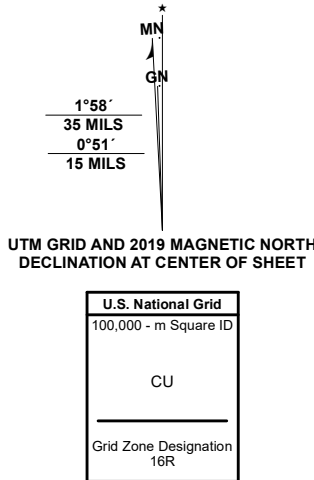 MN
GN
1°58´
35 MILS
0°51´
15 MILS
UTM GRID AND 2019 MAGNETIC NORTH
DECLINATION AT CENTER OF SHEET
U.S. National Grid
100,000 - m Square ID
CU
Grid Zone Designation
16R